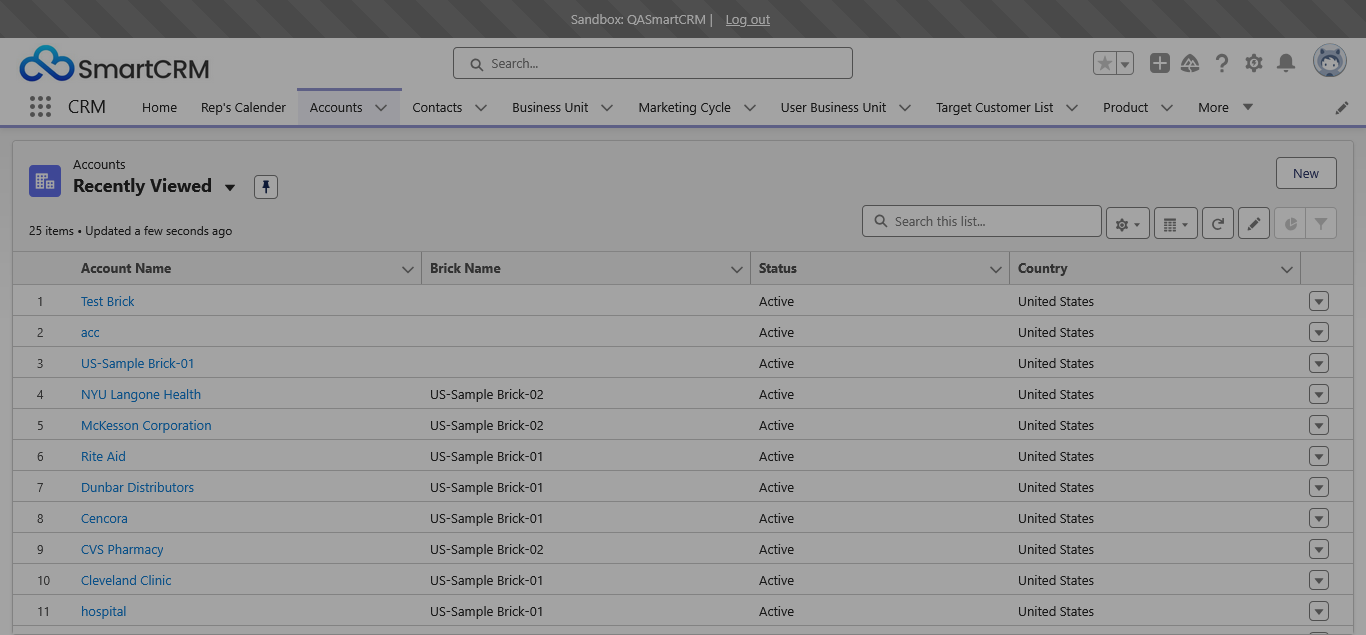 Sandbox: QASmartCRM | Log out
SmartCRM
Search...
CRM Home Rep's Calender Accounts Contacts Business Unit Marketing Cycle User Business Unit Target Customer List Product More
Accounts
Recently Viewed
New
25 items • Updated a few seconds ago
Search this list...
Account Name Brick Name Status Country
1 Test Brick Active United States
2 acc Active United States
3 US-Sample Brick-01 Active United States
4 NYU Langone Health US-Sample Brick-02 Active United States
5 McKesson Corporation US-Sample Brick-02 Active United States
6 Rite Aid US-Sample Brick-01 Active United States
7 Dunbar Distributors US-Sample Brick-01 Active United States
8 Cencora US-Sample Brick-01 Active United States
9 CVS Pharmacy US-Sample Brick-02 Active United States
10 Cleveland Clinic US-Sample Brick-01 Active United States
11 hospital US-Sample Brick-01 Active United States